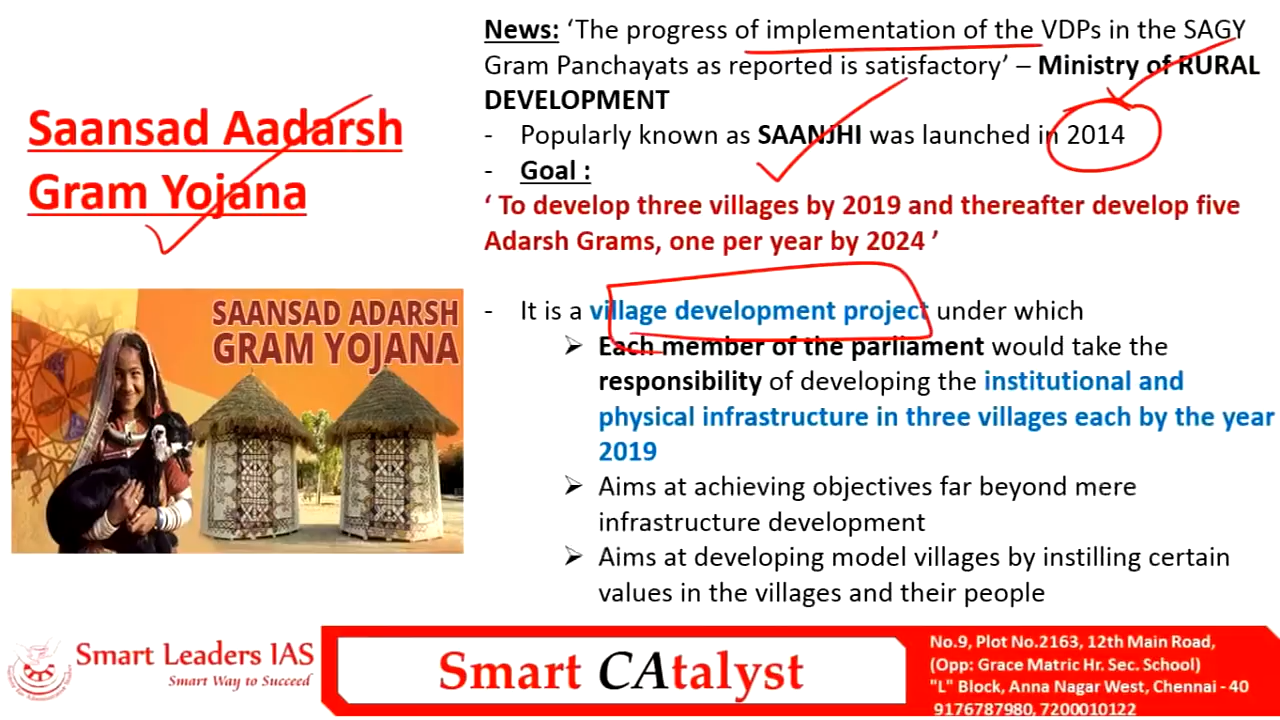 Saansad Aadarsh
Gram Yojana
News: ‘The progress of implementation of the VDPs in the SAGY
Gram Panchayats as reported is satisfactory’ – Ministry of RURAL
DEVELOPMENT
- Popularly known as SAANJHI was launched in 2014
- Goal :
‘ To develop three villages by 2019 and thereafter develop five
Adarsh Grams, one per year by 2024 ’
- It is a village development project under which
➢ Each member of the parliament would take the
responsibility of developing the institutional and
physical infrastructure in three villages each by the year
2019
➢ Aims at achieving objectives far beyond mere
infrastructure development
➢ Aims at developing model villages by instilling certain
values in the villages and their people
SAANSAD ADARSH
GRAM YOJANA
Smart Leaders IAS
Smart Way to Succeed
Smart CAtalyst
No.9, Plot No.2163, 12th Main Road,
(Opp: Grace Matric Hr. Sec. School)
"L" Block, Anna Nagar West, Chennai - 40
9176787980, 7200010122